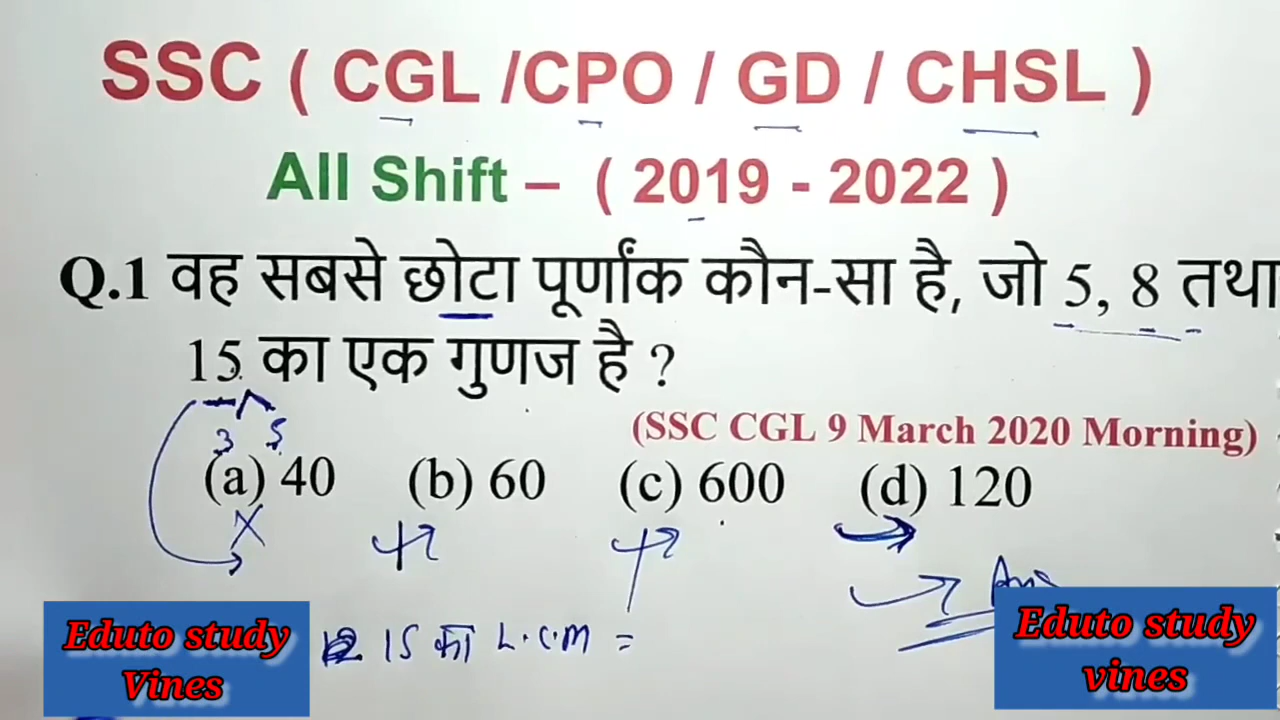 SSC ( CGL /CPO / GD / CHSL )
All Shift – ( 2019 - 2022 )
Q.1 वह सबसे छोटा पूर्णांक कौन-सा है, जो 5, 8 तथा
15 का एक गुणज है ?
3 5
(SSC CGL 9 March 2020 Morning)
(a) 40 (b) 60 (c) 600 (d) 120
Ans
15 का L.C.M =
Eduto study
Vines
Eduto study
vines